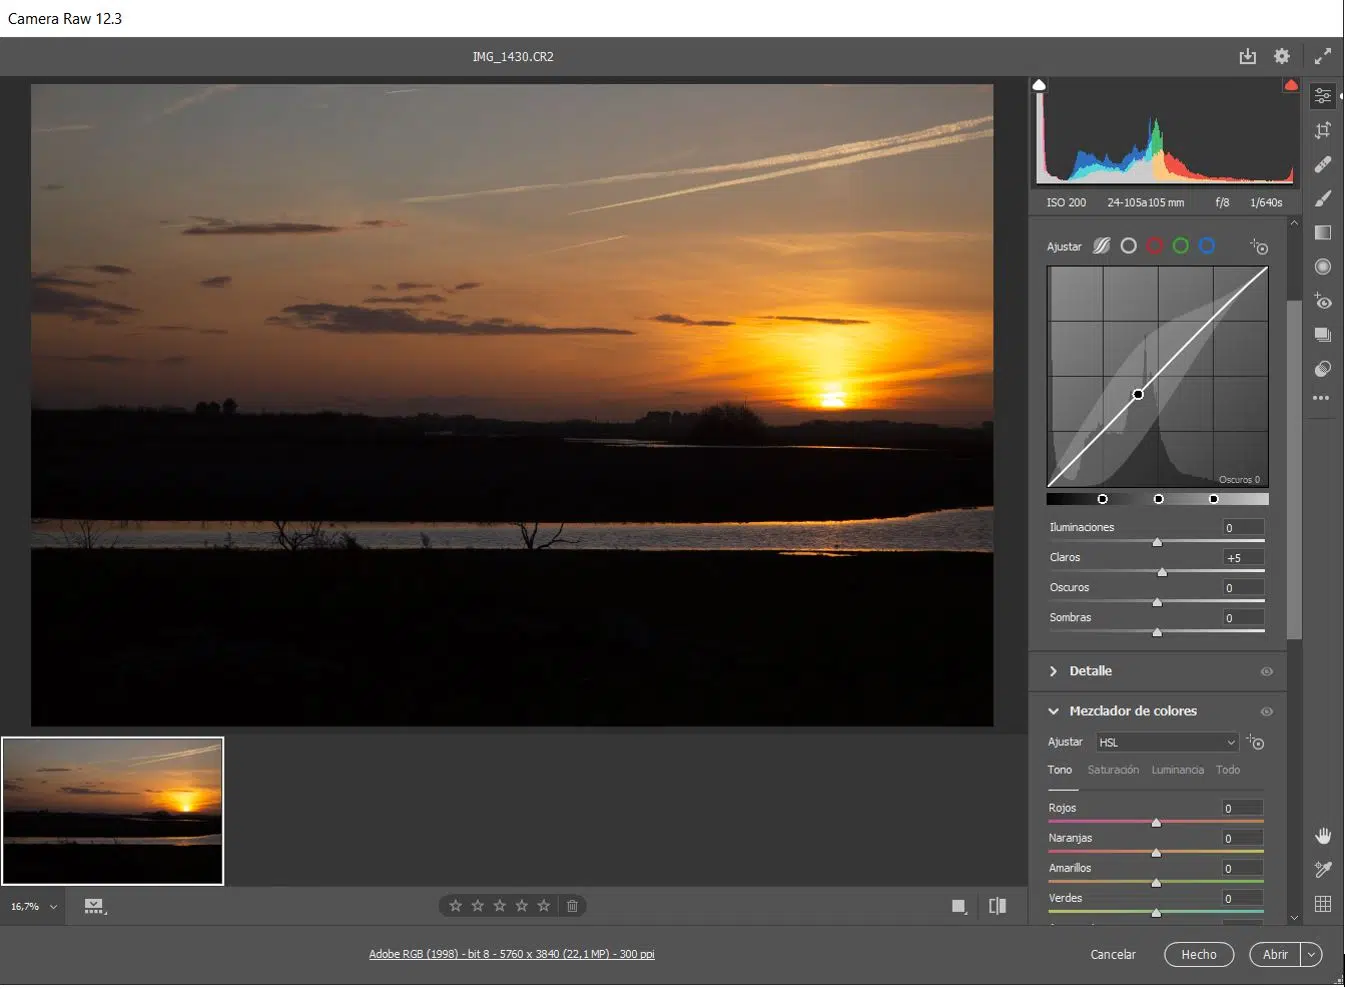 Camera Raw 12.3
IMG_1430.CR2
ISO 200 24-105a105 mm f/8 1/640s
Ajustar
Oscuros 0
Iluminaciones 0
Claros +5
Oscuros 0
Sombras 0
Detalle
Mezclador de colores
Ajustar HSL
Tono Saturación Luminancia Todo
Rojos 0
Naranjas 0
Amarillos 0
Verdes 0
16,7%
Adobe RGB (1998) - bit 8 - 5760 x 3840 (22,1 MP) - 300 ppi
Cancelar Hecho Abrir